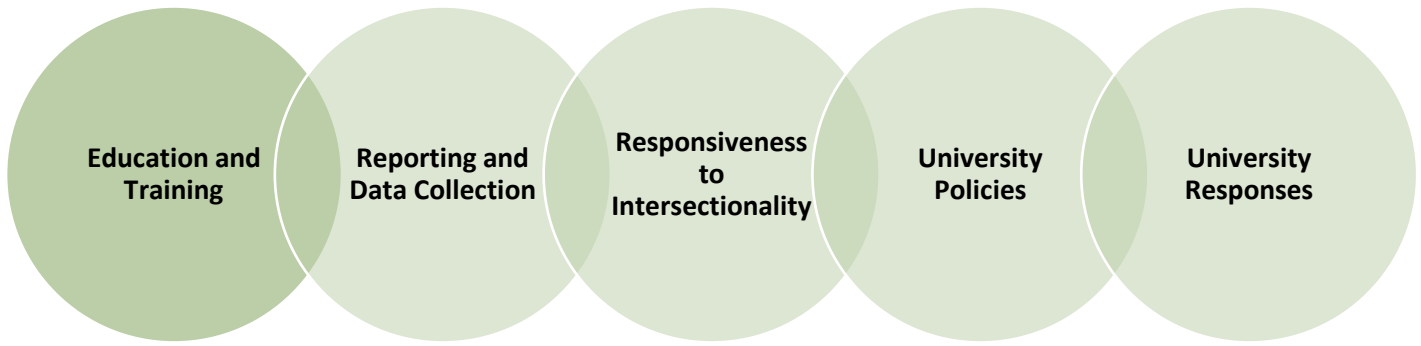 Education and
Training
Reporting and
Data Collection
Responsiveness
to
Intersectionality
University
Policies
University
Responses